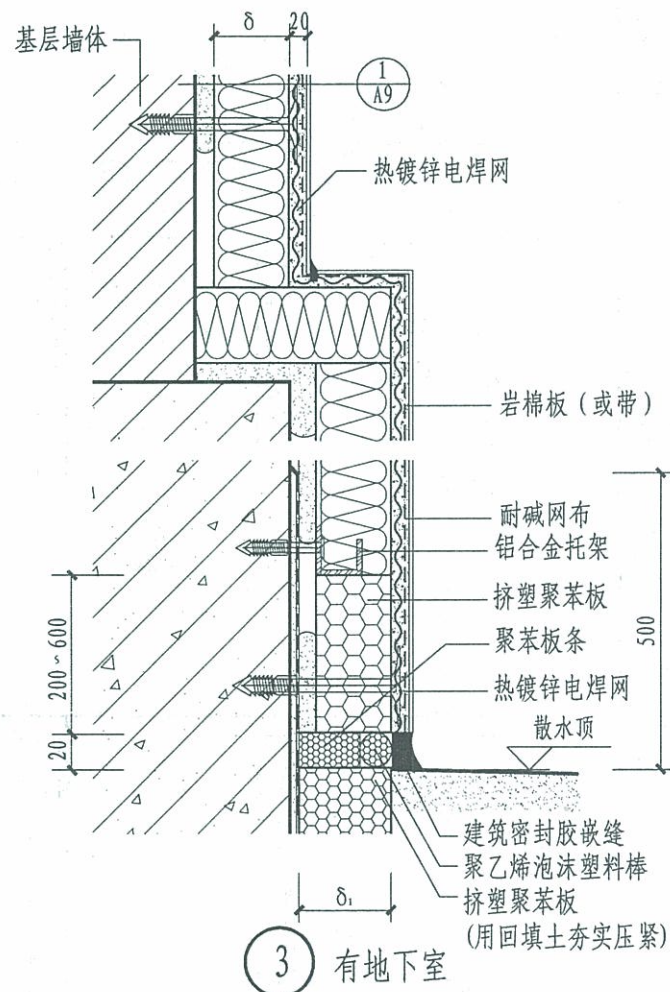 δ
20
基层墙体
1
A9
热镀锌电焊网
岩棉板（或带）
耐碱网布
铝合金托架
挤塑聚苯板
聚苯板条
热镀锌电焊网
200~600
20
500
散水顶
建筑密封胶嵌缝
聚乙烯泡沫塑料棒
挤塑聚苯板
(用回填土夯实压紧)
δ₁
3 有地下室